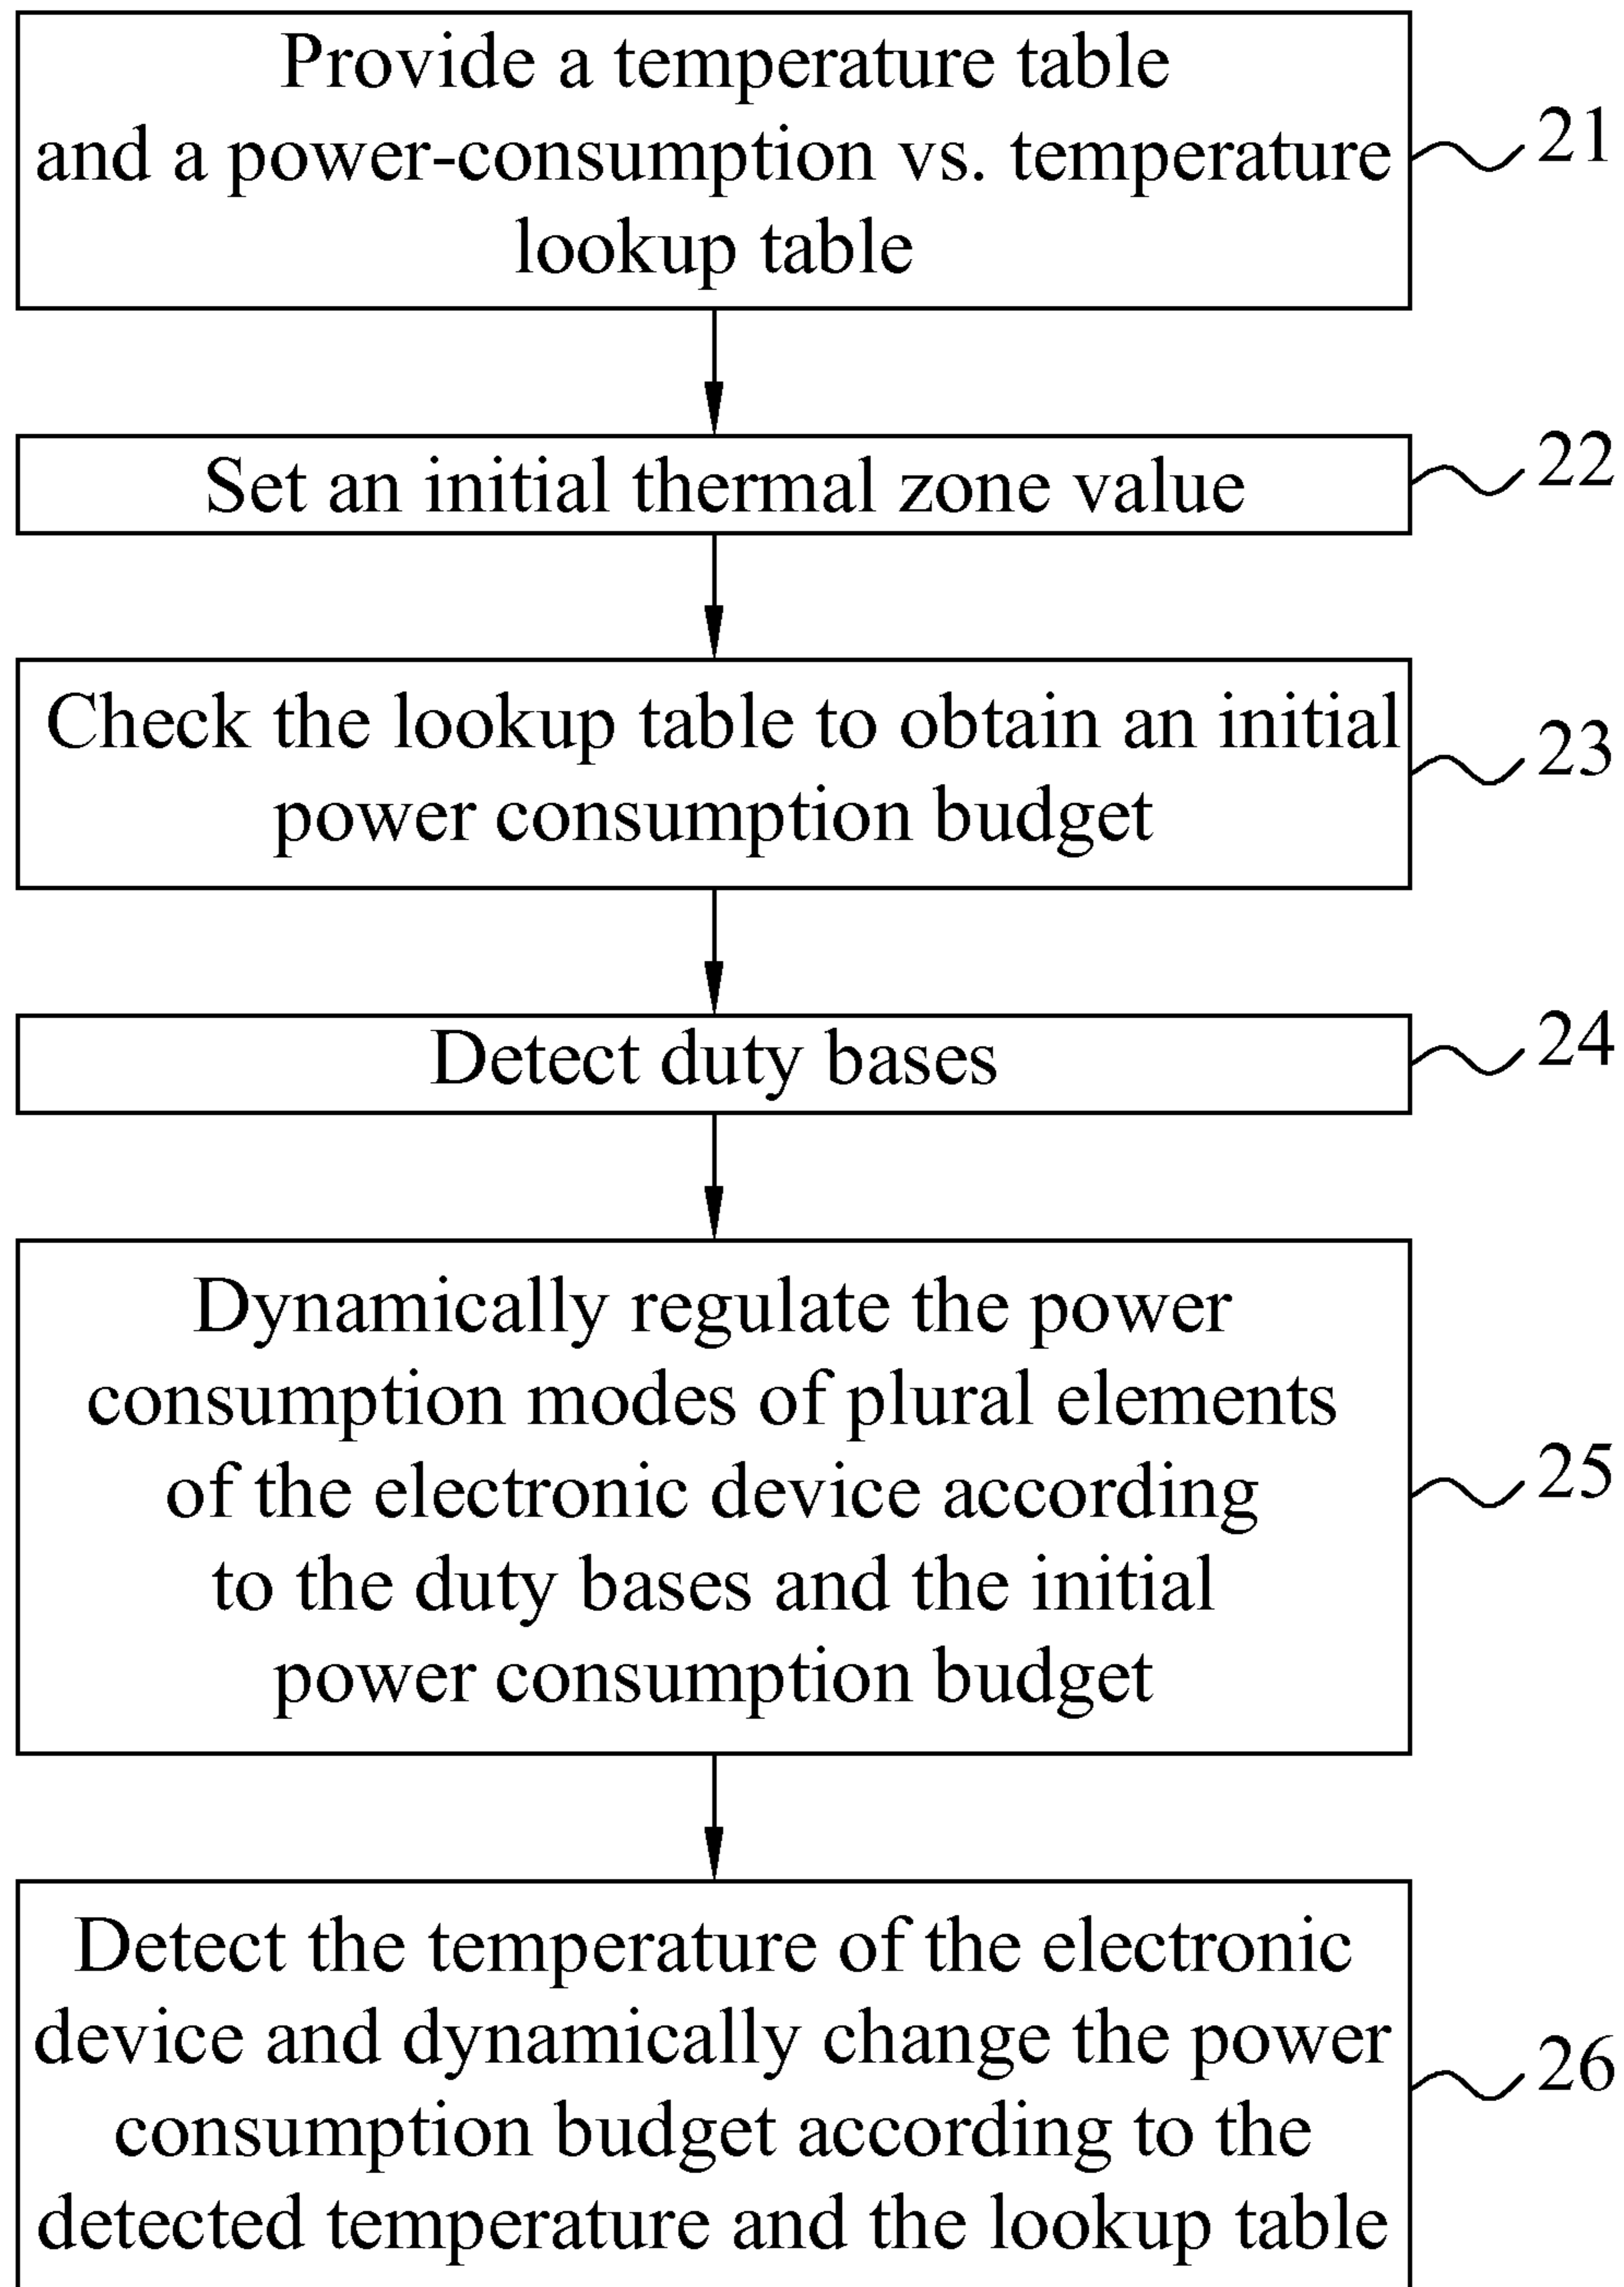 Provide a temperature table
and a power-consumption vs. temperature
lookup table
21
Set an initial thermal zone value
22
Check the lookup table to obtain an initial
power consumption budget
23
Detect duty bases
24
Dynamically regulate the power
consumption modes of plural elements
of the electronic device according
to the duty bases and the initial
power consumption budget
25
Detect the temperature of the electronic
device and dynamically change the power
consumption budget according to the
detected temperature and the lookup table
26